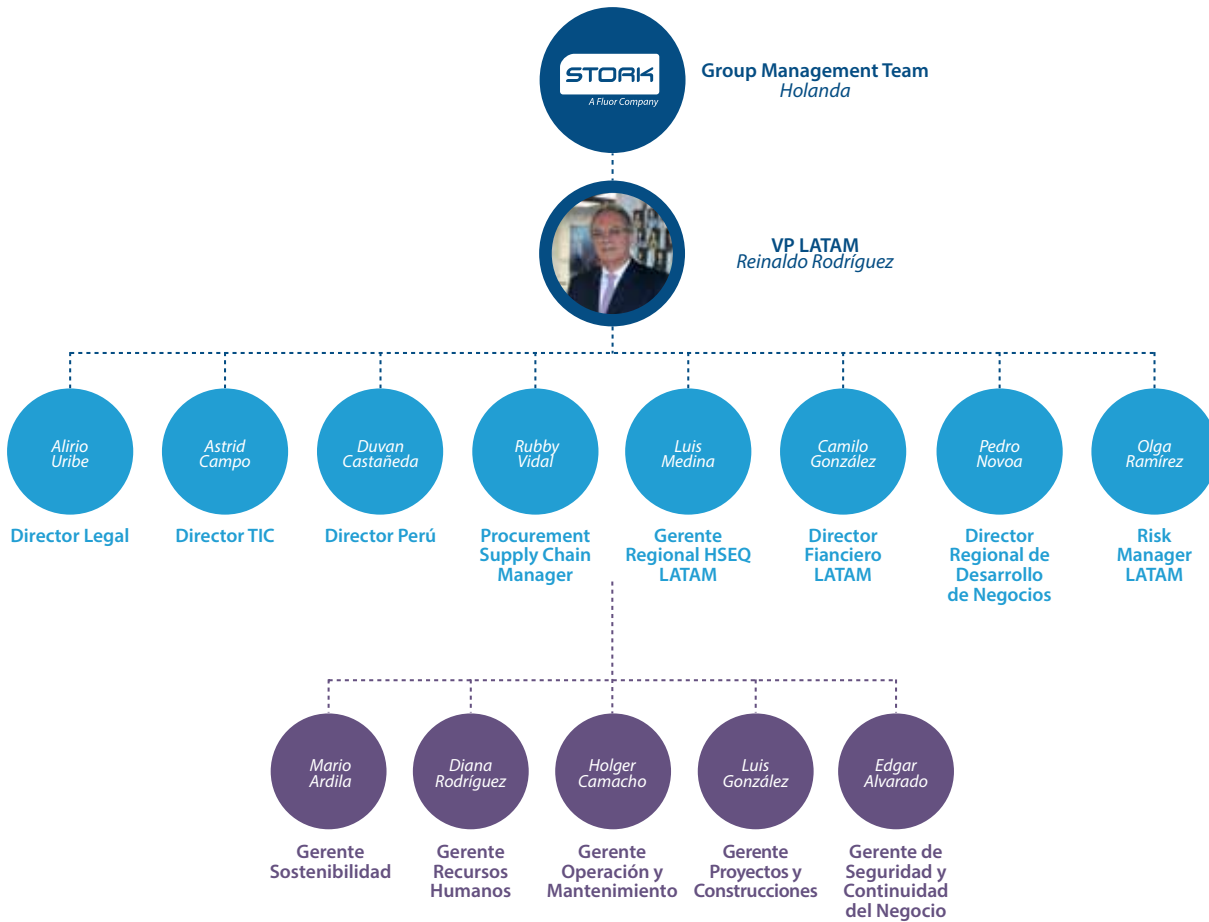 STORK
A Fluor Company
Group Management Team
Holanda
VP LATAM
Reinaldo Rodríguez
Alirio
Uribe
Director Legal
Astrid
Campo
Director TIC
Duvan
Castañeda
Director Perú
Rubby
Vidal
Procurement
Supply Chain
Manager
Luis
Medina
Gerente
Regional HSEQ
LATAM
Camilo
González
Director
Fianciero
LATAM
Pedro
Novoa
Director
Regional de
Desarrollo
de Negocios
Olga
Ramírez
Risk
Manager
LATAM
Mario
Ardila
Gerente
Sostenibilidad
Diana
Rodríguez
Gerente
Recursos
Humanos
Holger
Camacho
Gerente
Operación y
Mantenimiento
Luis
González
Gerente
Proyectos y
Construcciones
Edgar
Alvarado
Gerente de
Seguridad y
Continuidad
del Negocio